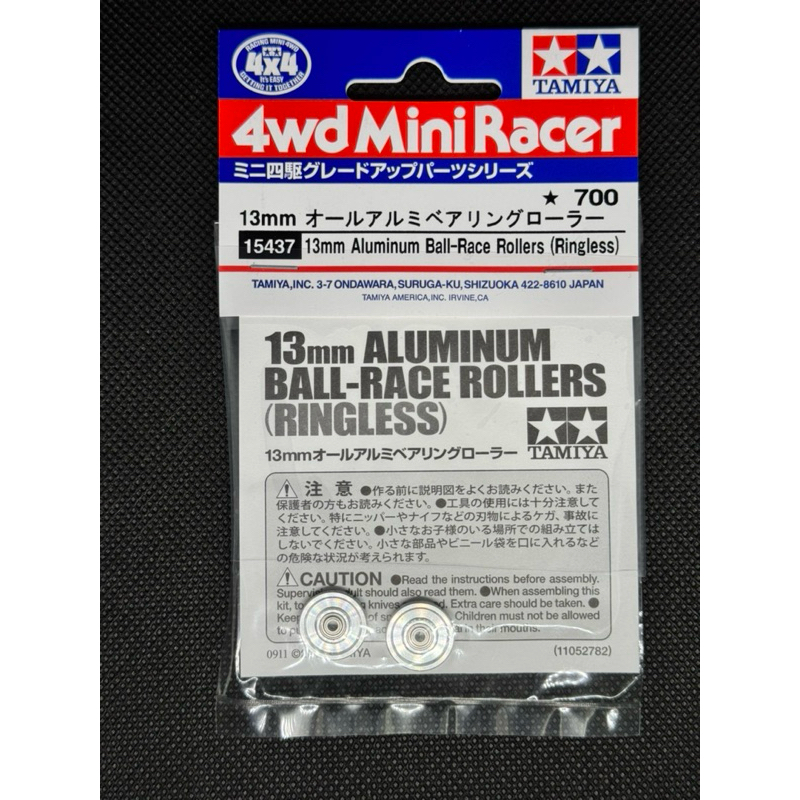 RACING MINI 4WD
4x4
It's EASY
GETTING IT TOGETHER
TAMIYA
4wd Mini Racer
ミニ四駆グレードアップパーツシリーズ
★ 700
13mm オールアルミベアリングローラー
15437 13mm Aluminum Ball-Race Rollers (Ringless)
TAMIYA,INC. 3-7 ONDAWARA, SURUGA-KU, SHIZUOKA 422-8610 JAPAN
TAMIYA AMERICA, INC. IRVINE,CA
13mm ALUMINUM
BALL-RACE ROLLERS
(RINGLESS)
13mmオールアルミベアリングローラー
TAMIYA
注 意 ●作る前に説明図をよくお読みください。また
保護者の方もお読みください。●工具の使用には十分注意して
ください。特にニッパーやナイフなどの刃物によるケガ、事故に
注意してください。●小さなお子様のいる場所での組み立ては
しないでください。小さな部品やビニール袋を口に入れるなど
の危険な状況が考えられます。
CAUTION ●Read the instructions before assembly.
should also read them. ●When assembling this
kit, knives Extra care should be taken. ●
Keep of Children must not be allowed
to in their mouths.
0911 © TAMIYA
(11052782)